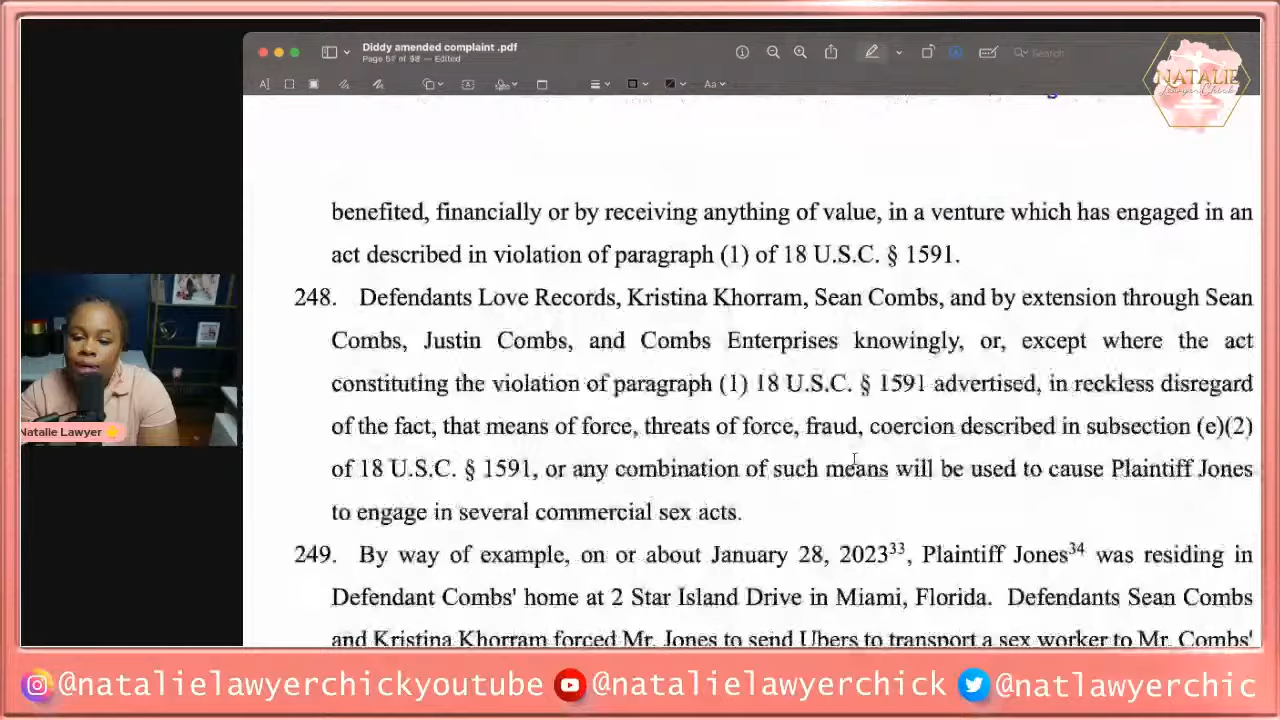 Diddy amended complaint .pdf
Page 57 of 98 — Edited
Search
NATALIE
LawyerChick
benefited, financially or by receiving anything of value, in a venture which has engaged in an
act described in violation of paragraph (1) of 18 U.S.C. § 1591.
248. Defendants Love Records, Kristina Khorram, Sean Combs, and by extension through Sean
Combs, Justin Combs, and Combs Enterprises knowingly, or, except where the act
constituting the violation of paragraph (1) 18 U.S.C. § 1591 advertised, in reckless disregard
of the fact, that means of force, threats of force, fraud, coercion described in subsection (e)(2)
of 18 U.S.C. § 1591, or any combination of such means will be used to cause Plaintiff Jones
to engage in several commercial sex acts.
249. By way of example, on or about January 28, 2023³³, Plaintiff Jones³⁴ was residing in
Defendant Combs' home at 2 Star Island Drive in Miami, Florida. Defendants Sean Combs
and Kristina Khorram forced Mr. Jones to send Ubers to transport a sex worker to Mr. Combs'
Natalie Lawyer
@natalielawyerchickyoutube @natalielawyerchick @natlawyerchic